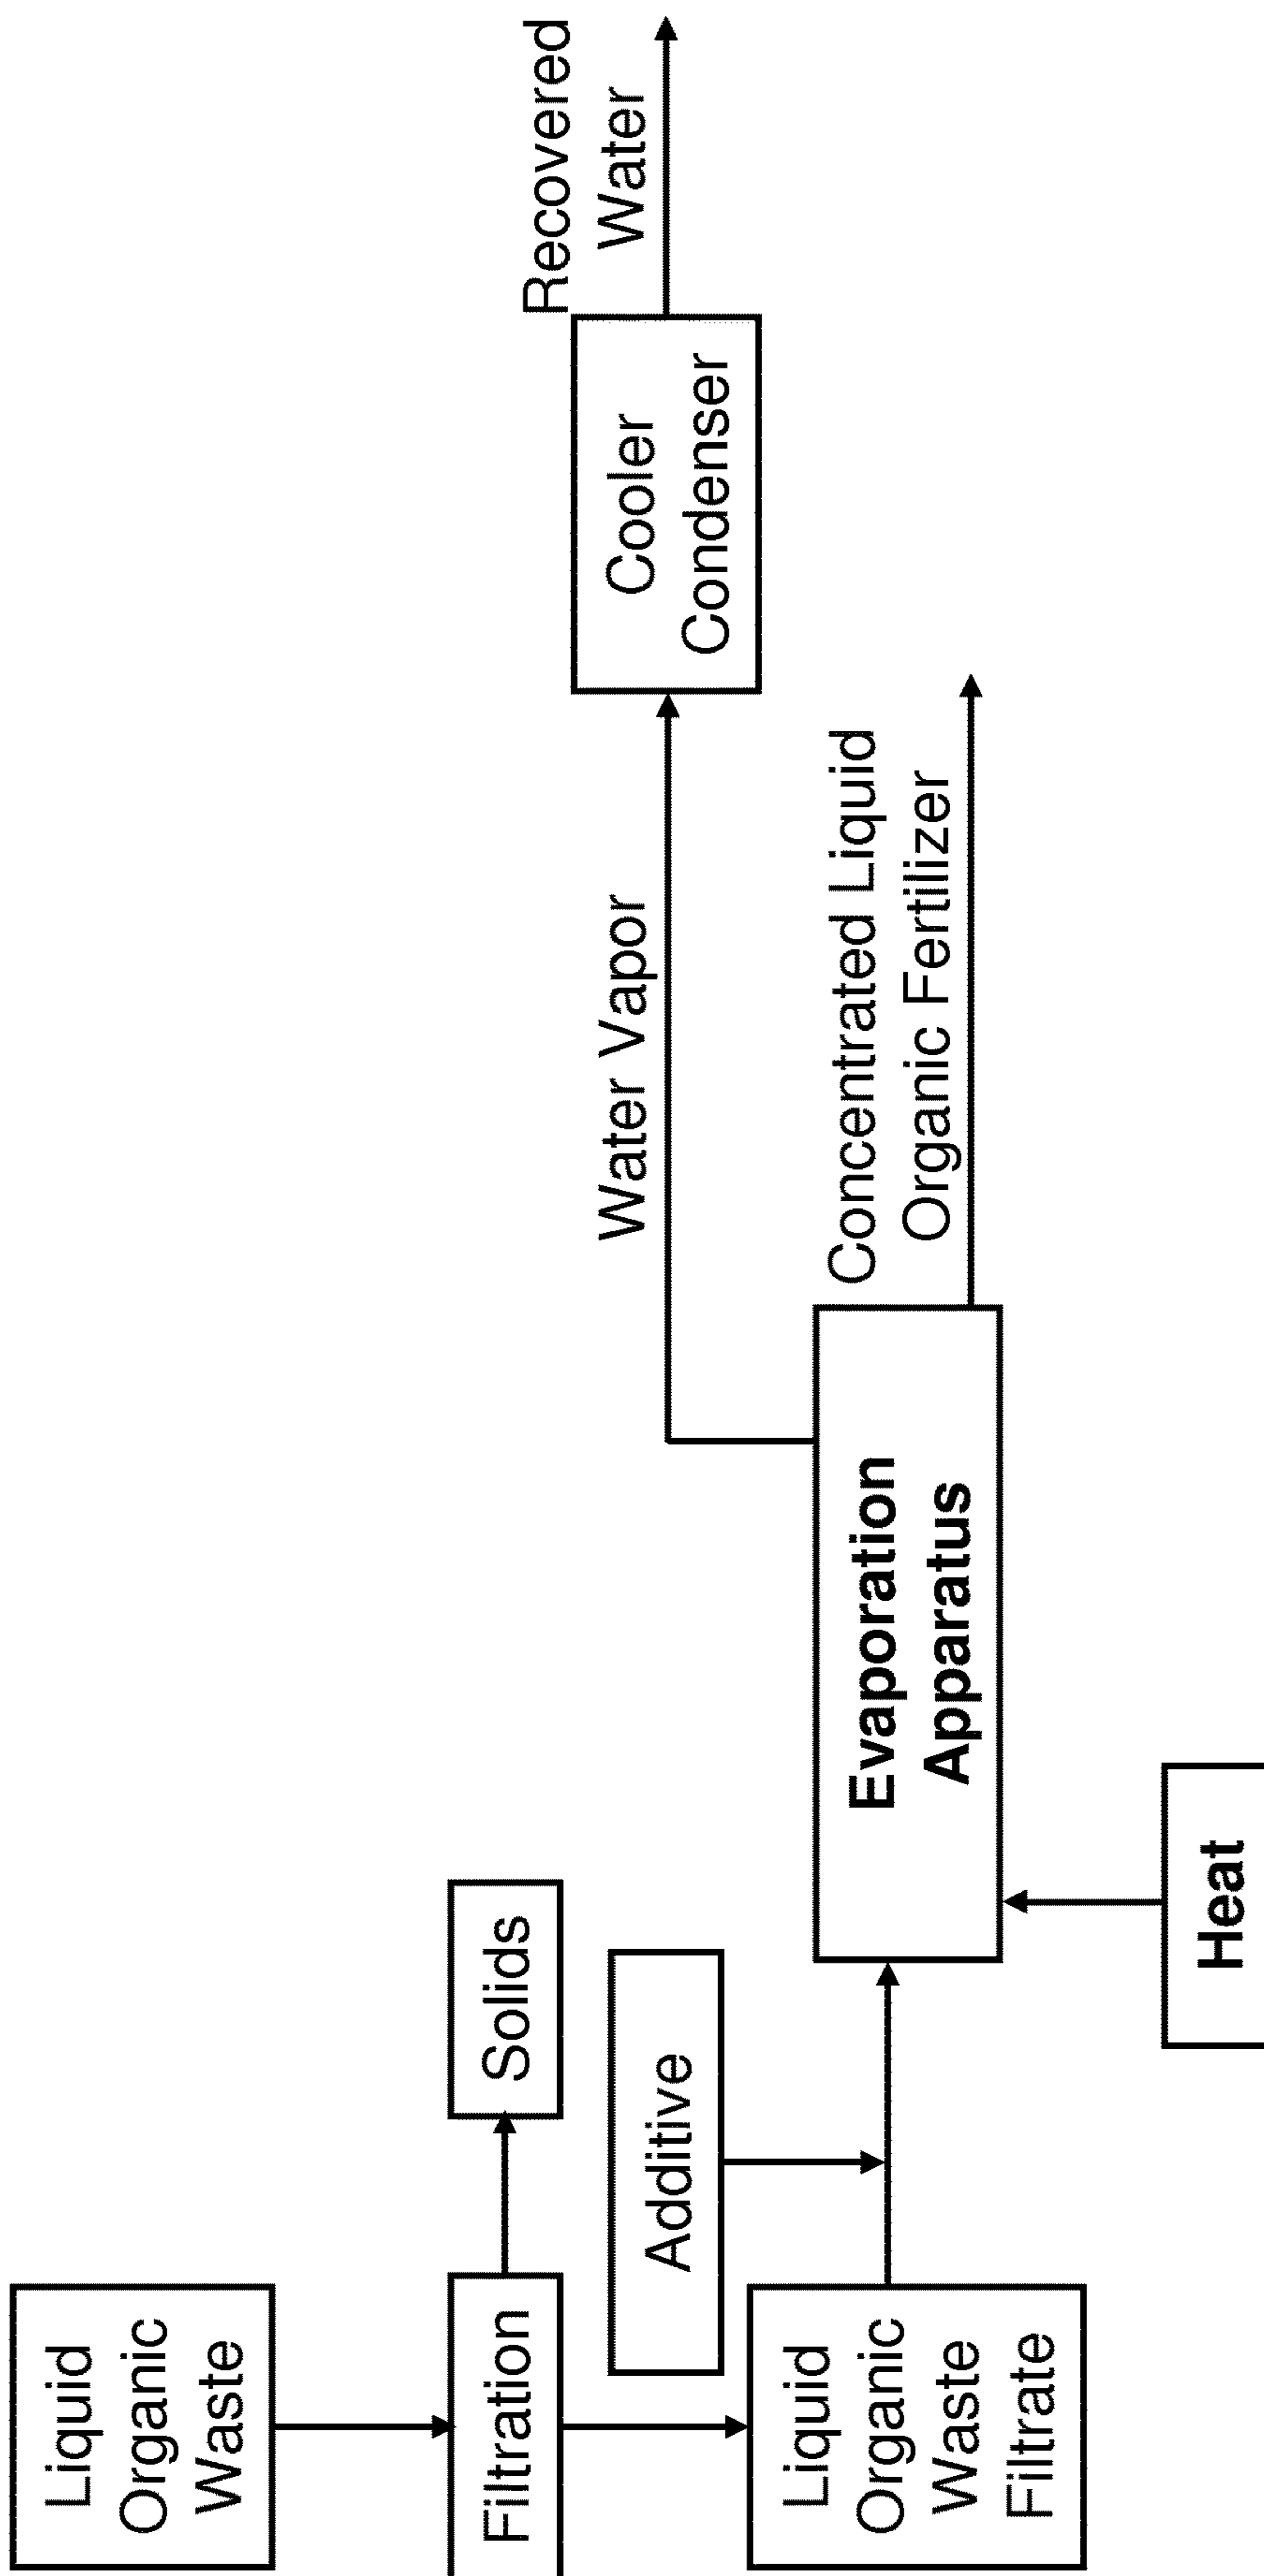 Liquid
Organic
Waste
Filtration
Solids
Additive
Liquid
Organic
Waste
Filtrate
Heat
Evaporation
Apparatus
Water Vapor
Concentrated Liquid
Organic Fertilizer
Cooler
Condenser
Recovered
Water